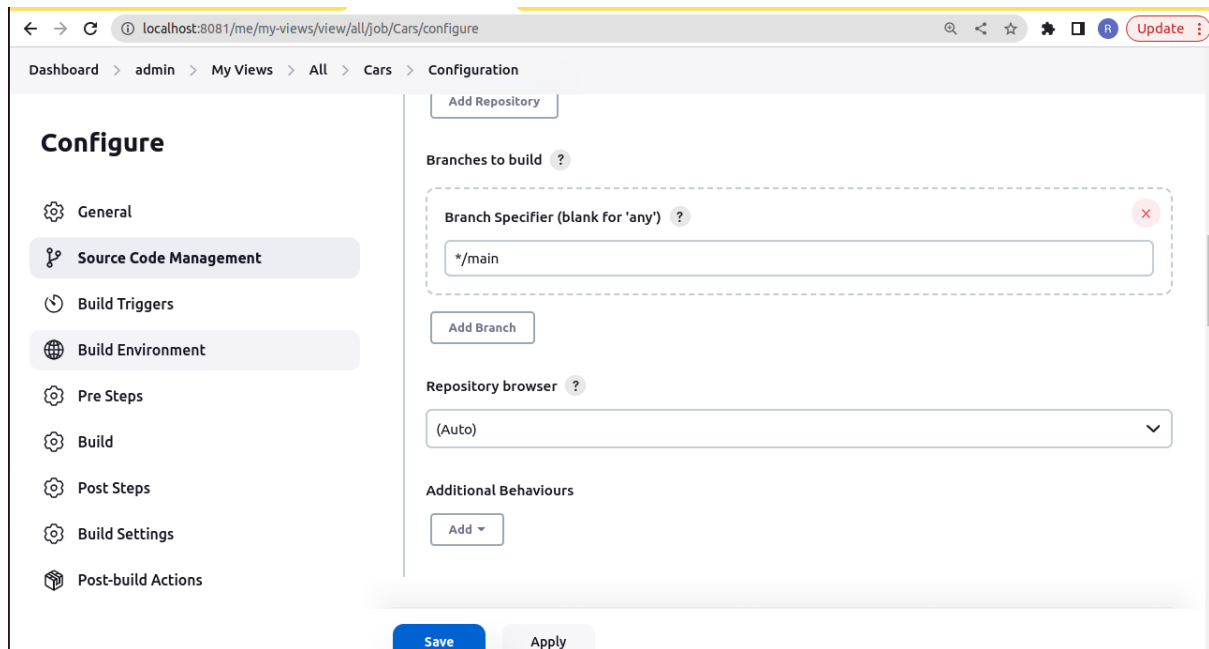 localhost:8081/me/my-views/view/all/job/Cars/configure
R
Update
Dashboard > admin > My Views > All > Cars > Configuration
Configure
General
Source Code Management
Build Triggers
Build Environment
Pre Steps
Build
Post Steps
Build Settings
Post-build Actions
Add Repository
Branches to build ?
Branch Specifier (blank for 'any') ?
*/main
Add Branch
Repository browser ?
(Auto)
Additional Behaviours
Add
Save
Apply